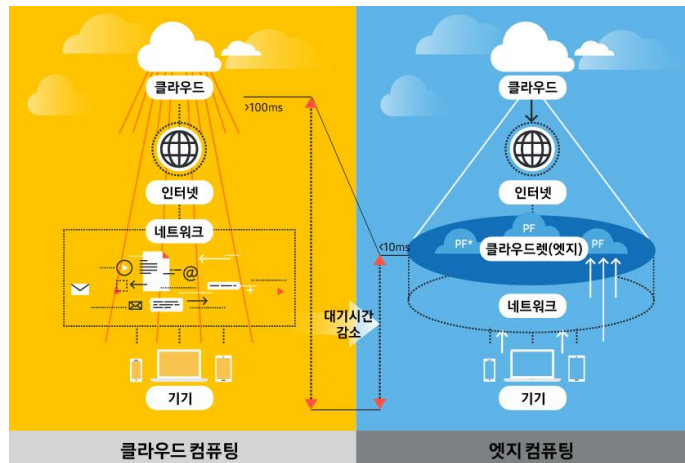 클라우드
>100ms
인터넷
네트워크
@
기기
대기시간
감소
클라우드 컴퓨팅
클라우드
인터넷
<10ms
PF
PF*
클라우드렛(엣지)
PF
네트워크
기기
엣지 컴퓨팅